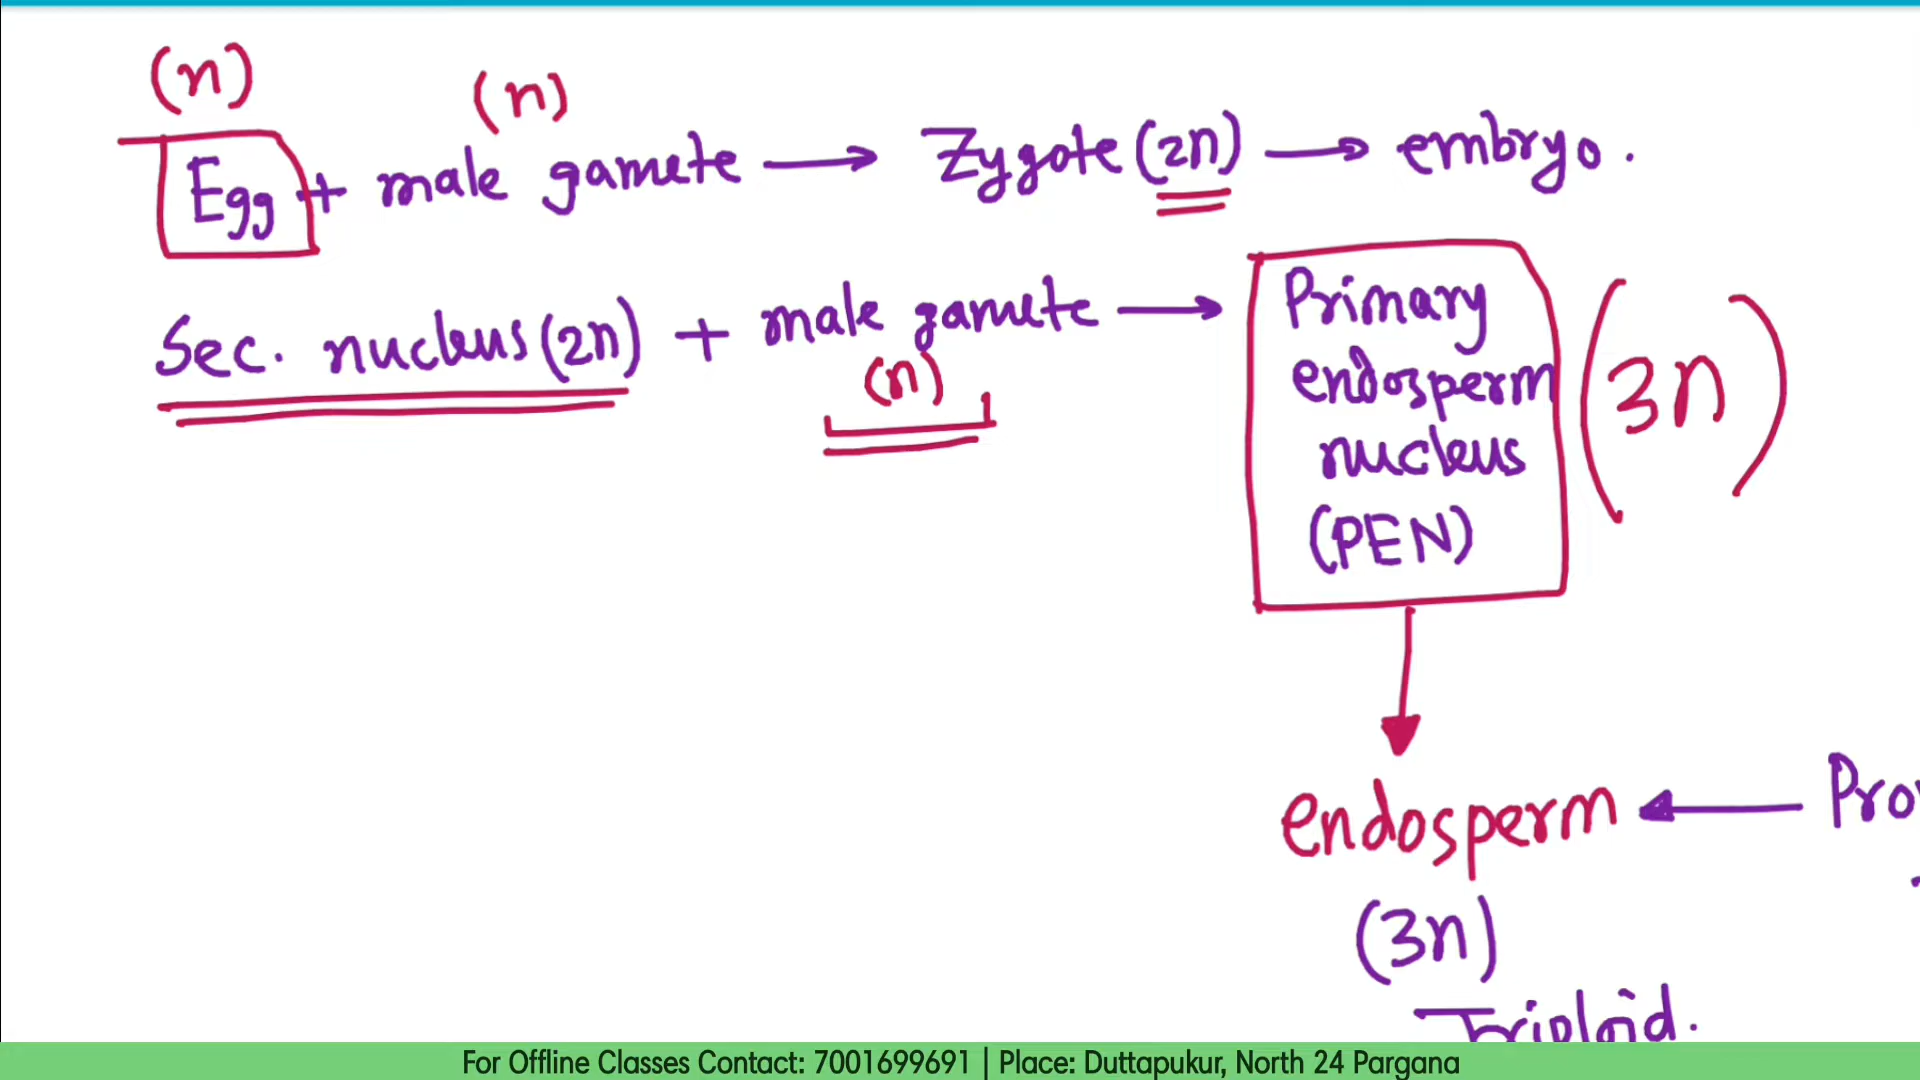 (n) (n)
Egg + male gamete → Zygote (2n) → embryo.
Sec. nucleus (2n) + male gamete →
(n)
Primary
endosperm
nucleus
(PEN)
(3n)
endosperm ←
(3n)
Triploid.
For Offline Classes Contact: 7001699691 | Place: Duttapukur, North 24 Pargana